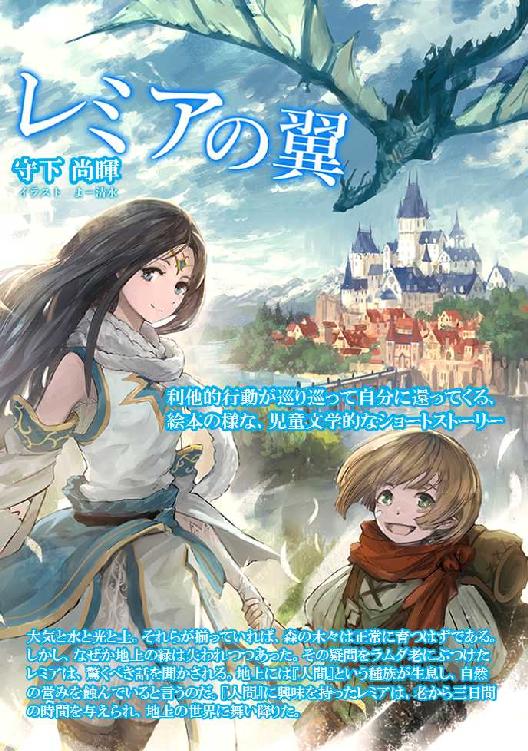 レミアの翼
守下 尚暉
イラスト よー清水
利他的行動が巡り巡って自分に還ってくる、
絵本の様な、児童文学的なショートストーリー
大気と水と光と土。それらが揃っていれば、森の木々は正常に育つはずである。
しかし、なぜか地上の緑は失われつつあった。その疑問をラムダ老にぶつけた
レミアは、驚くべき話を聞かされる。地上には『人間』という種族が生息し、自然
の営みを蝕んでいると言うのだ。『人間』に興味を持ったレミアは、老から三日間
の時間を与えられ、地上の世界に舞い降りた。